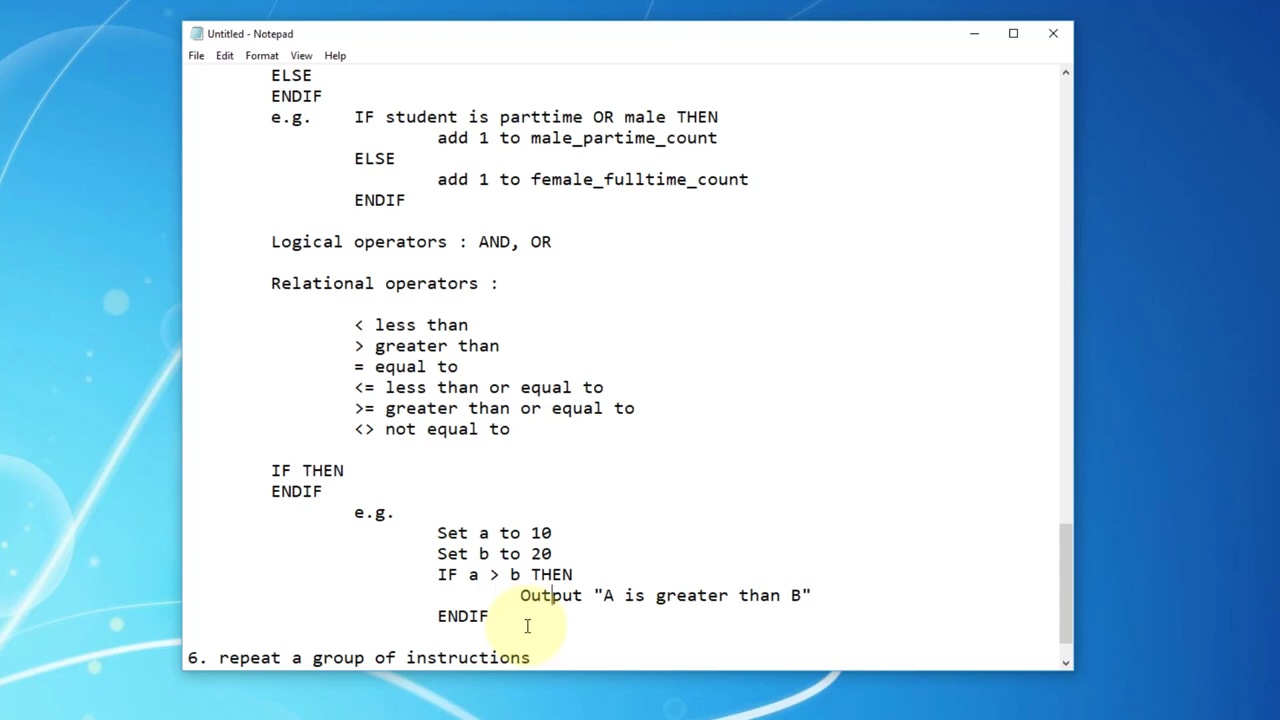 Untitled - Notepad
File Edit Format View Help
ELSE
ENDIF
e.g. IF student is parttime OR male THEN
add 1 to male_partime_count
ELSE
add 1 to female_fulltime_count
ENDIF
Logical operators : AND, OR
Relational operators :
< less than
> greater than
= equal to
<= less than or equal to
>= greater than or equal to
<> not equal to
IF THEN
ENDIF
e.g.
Set a to 10
Set b to 20
IF a > b THEN
Output "A is greater than B"
ENDIF
6. repeat a group of instructions